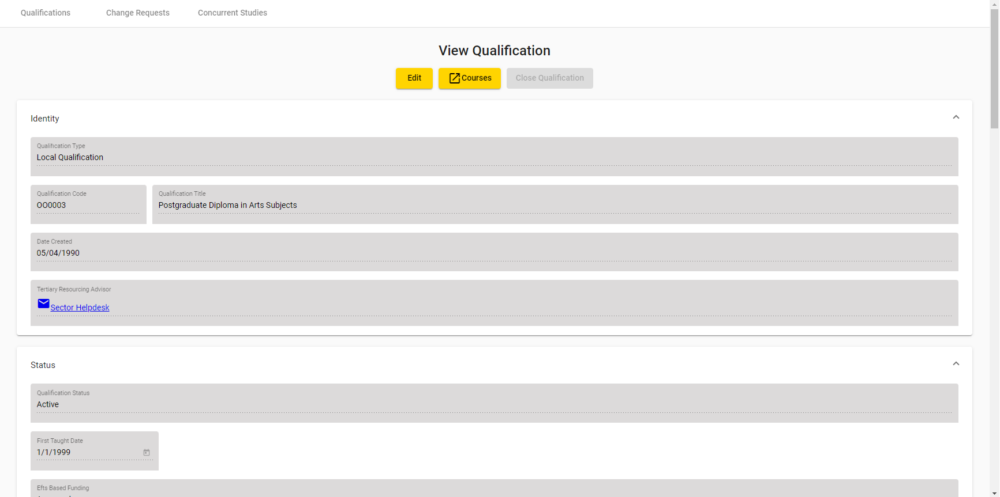 Qualifications Change Requests Concurrent Studies
View Qualification
Edit Courses Close Qualification
Identity
Qualification Type
Local Qualification
Qualification Code Qualification Title
OO0003 Postgraduate Diploma in Arts Subjects
Date Created
05/04/1990
Tertiary Resourcing Advisor
Sector Helpdesk
Status
Qualification Status
Active
First Taught Date
1/1/1999
Efts Based Funding